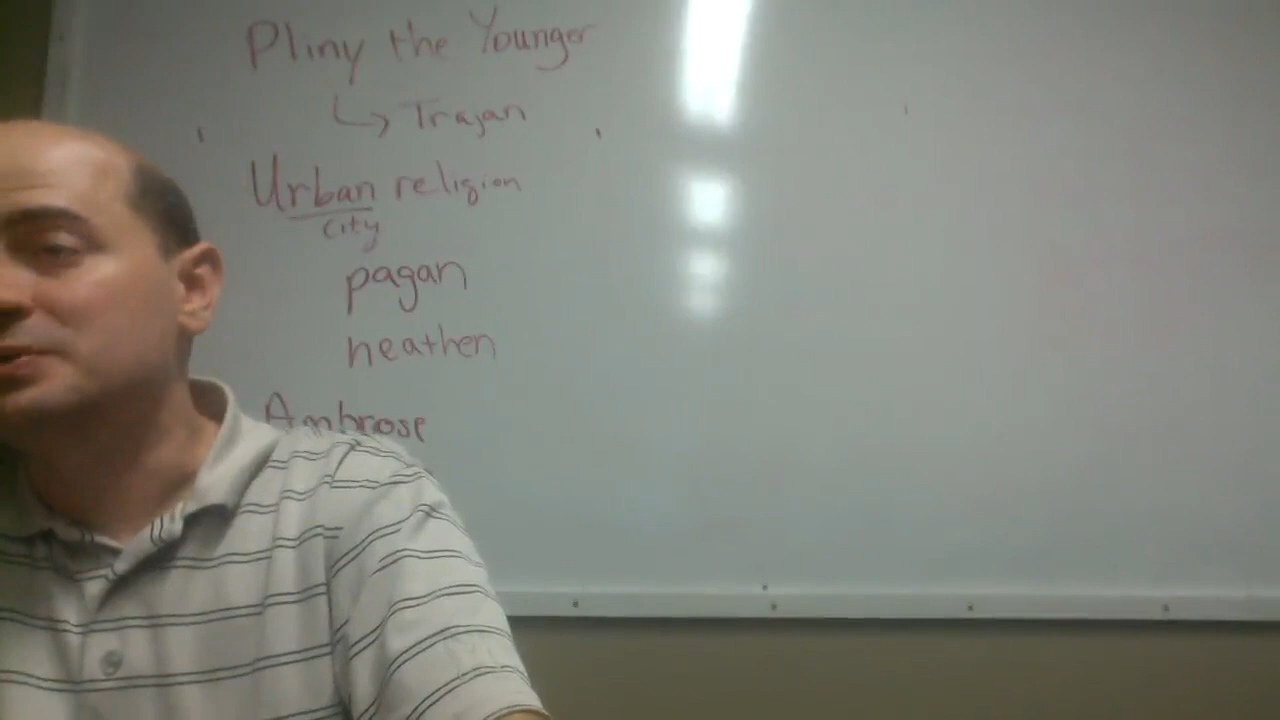 Pliny the Younger
↳ Trajan
Urban religion
city
pagan
heathen
Ambrose